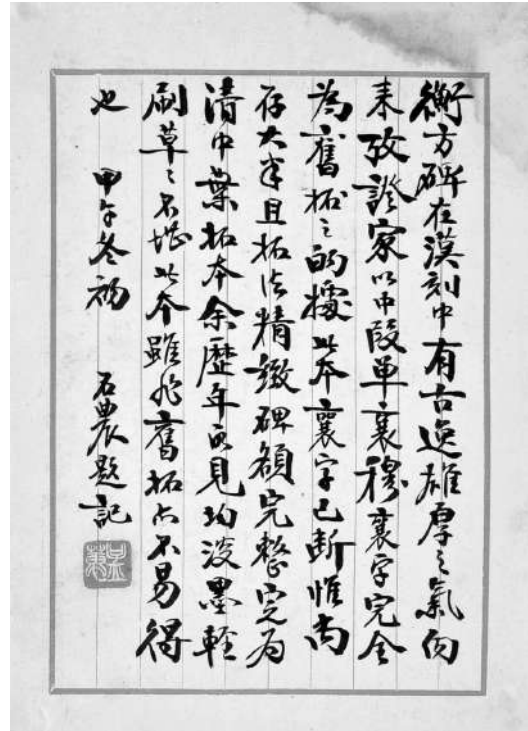 衡方碑在漢刻中有古逸雄厚之氣向
来攷證家以中段單襄穆襄字完全
為舊拓之的據此本襄字已斷惟尚
存大半且拓法精緻碑額完整定為
清中葉拓本余歷年所見均淡墨輕
刷草々不堪此本雖非舊拓亦不易得
也 甲午冬初 石農題記